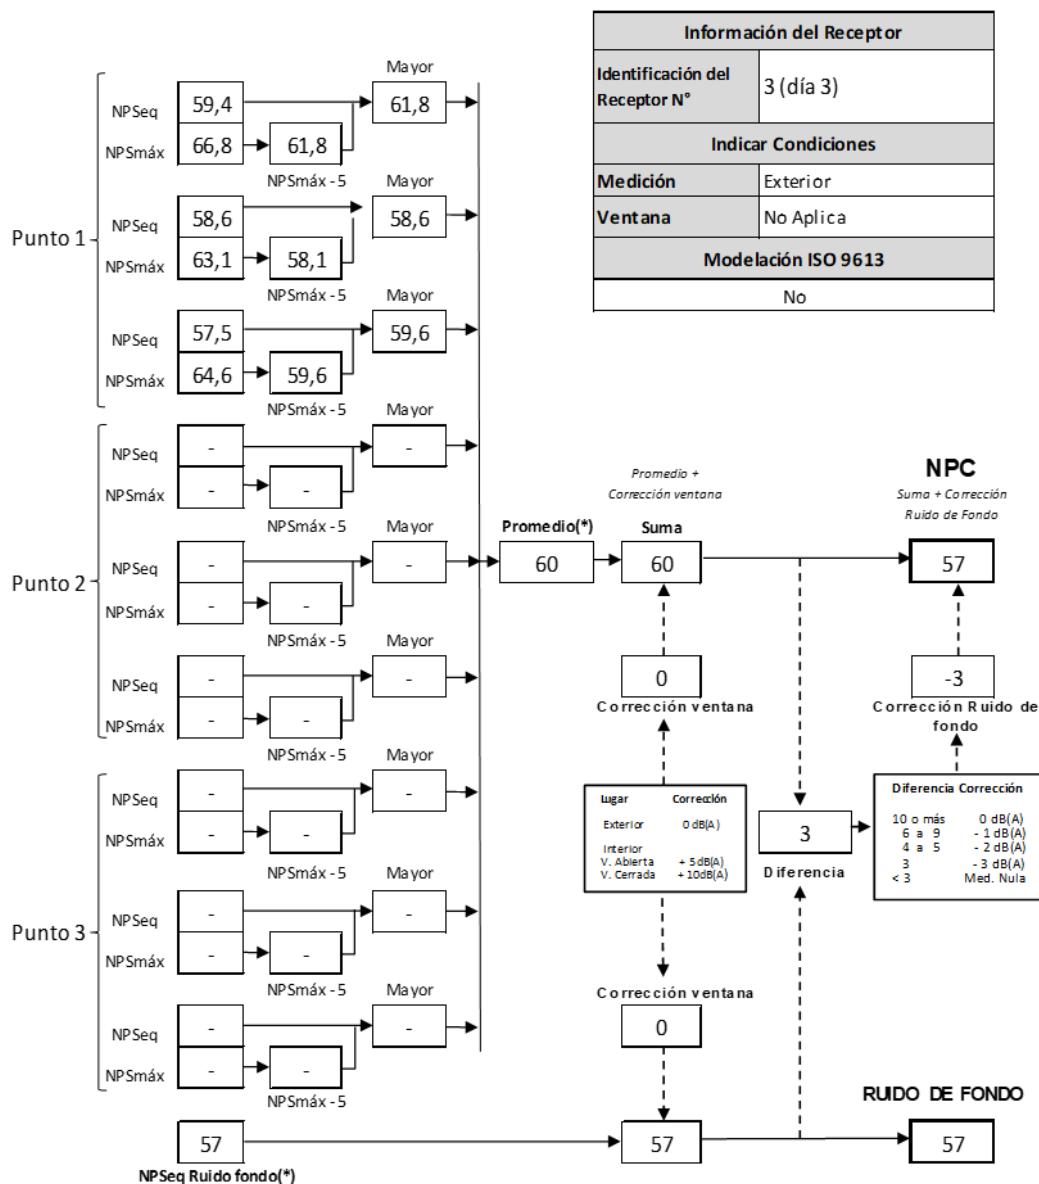 Información del Receptor
Identificación del Receptor N°
3 (día 3)
Indicar Condiciones
Medición
Exterior
Ventana
No Aplica
Modelación ISO 9613
No
Punto 1
NPSeq
59,4
Mayor
61,8
NPSmáx
66,8
61,8
NPSmáx - 5
NPSeq
58,6
Mayor
58,6
NPSmáx
63,1
58,1
NPSmáx - 5
NPSeq
57,5
Mayor
59,6
NPSmáx
64,6
59,6
NPSmáx - 5
Punto 2
NPSeq
-
Mayor
-
NPSmáx
-
-
NPSmáx - 5
NPSeq
-
Mayor
-
NPSmáx
-
-
NPSmáx - 5
NPSeq
-
Mayor
-
NPSmáx
-
-
NPSmáx - 5
Punto 3
NPSeq
-
Mayor
-
NPSmáx
-
-
NPSmáx - 5
NPSeq
-
Mayor
-
NPSmáx
-
-
NPSmáx - 5
NPSeq
-
Mayor
-
NPSmáx
-
-
NPSmáx - 5
Promedio(*)
60
Promedio +
Corrección ventana
Suma
60
NPC
Suma + Corrección
Ruido de Fondo
57
0
Corrección ventana
-3
Corrección Ruido de
fondo
Lugar Corrección
Exterior 0 dB(A)
Interior
V. Abierta + 5 dB(A)
V. Cerrada + 10dB(A)
3
Diferencia
Diferencia Corrección
10 o más 0 dB(A)
6 a 9 - 1 dB(A)
4 a 5 - 2 dB(A)
3 - 3 dB(A)
< 3 Med. Nula
Corrección ventana
0
57
NPSeq Ruido fondo(*)
57
RUIDO DE FONDO
57